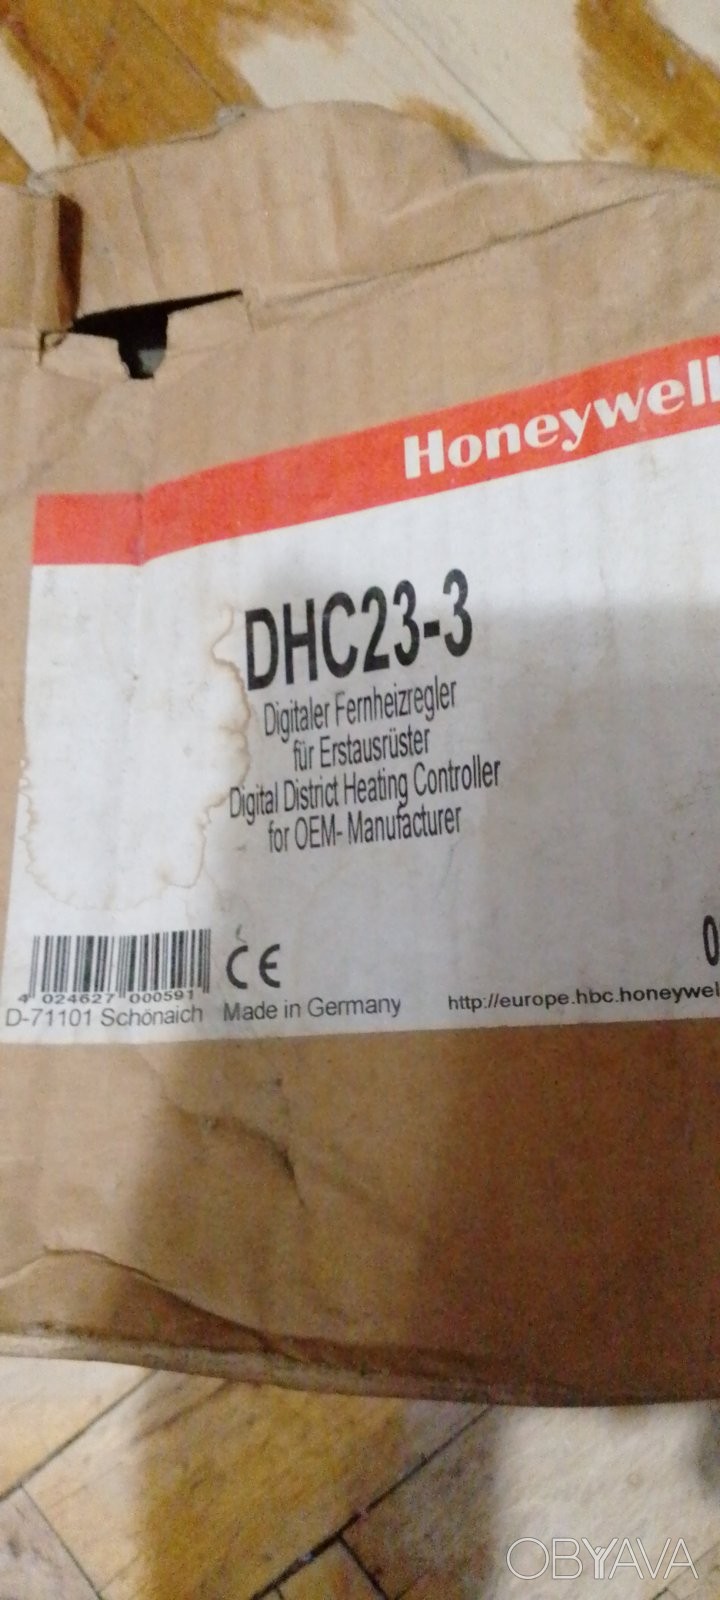 Honeywell
DHC23-3
Digitaler Fernheizregler
für Erstausrüster
Digital District Heating Controller
for OEM- Manufacturer
CE
0
4 024627 000591
D-71101 Schönaich Made in Germany http://europe.hbc.honeywel
OBYAVA